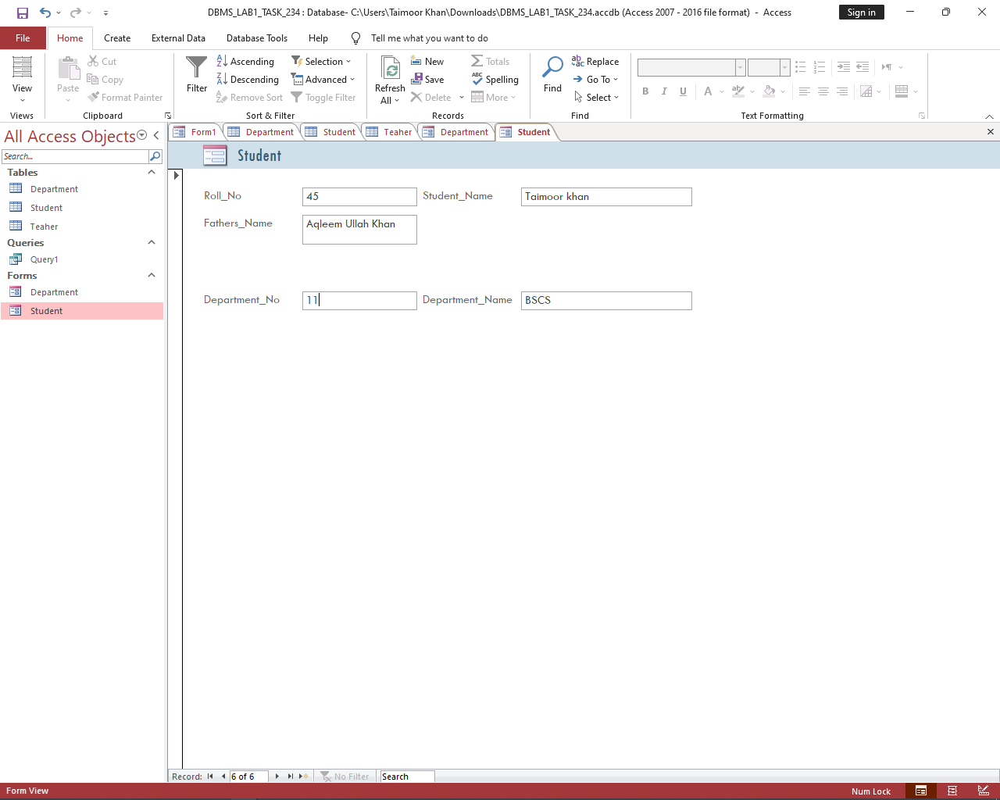 DBMS_LAB1_TASK_234 : Database- C:\Users\Taimoor Khan\Downloads\DBMS_LAB1_TASK_234.accdb (Access 2007 - 2016 file format) - Access
Sign in
File Home Create External Data Database Tools Help Tell me what you want to do
View
Views
Paste
Cut
Copy
Format Painter
Clipboard
Filter
Ascending
Descending
Remove Sort
Selection
Advanced
Toggle Filter
Sort & Filter
Refresh
All
New
Save
Delete
Totals
Spelling
More
Records
Find
Replace
Go To
Select
Find
B I U A
Text Formatting
All Access Objects
Search...
Tables
Department
Student
Teaher
Queries
Query1
Forms
Department
Student
Form1 Department Student Teaher Department Student
Student
Roll_No 45 Student_Name Taimoor khan
Fathers_Name Aqleem Ullah Khan
Department_No 11 Department_Name BSCS
Record: 6 of 6 No Filter Search
Form View
Num Lock